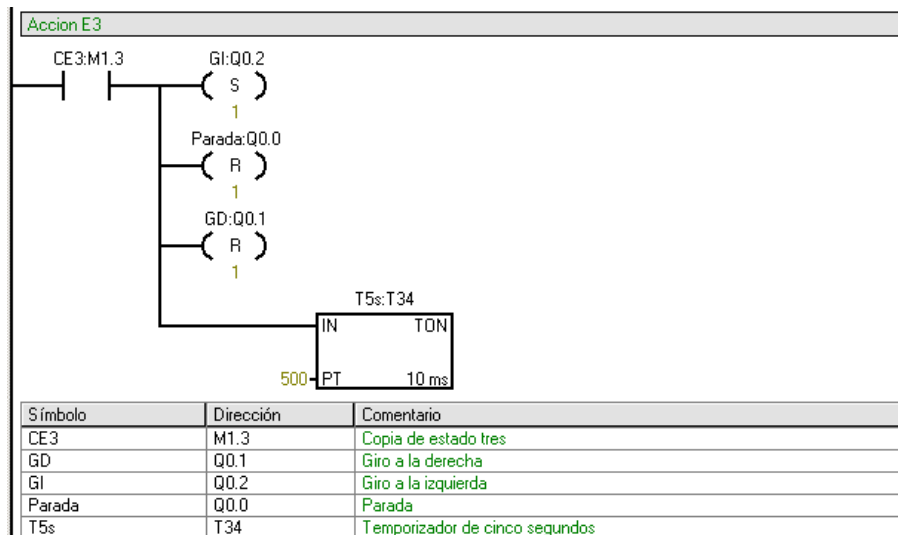 Accion E3
CE3:M1.3 GI:Q0.2
S
1
Parada:Q0.0
R
1
GD:Q0.1
R
1
T5s:T34
IN TON
500 PT 10 ms
Símbolo Dirección Comentario
CE3 M1.3 Copia de estado tres
GD Q0.1 Giro a la derecha
GI Q0.2 Giro a la izquierda
Parada Q0.0 Parada
T5s T34 Temporizador de cinco segundos